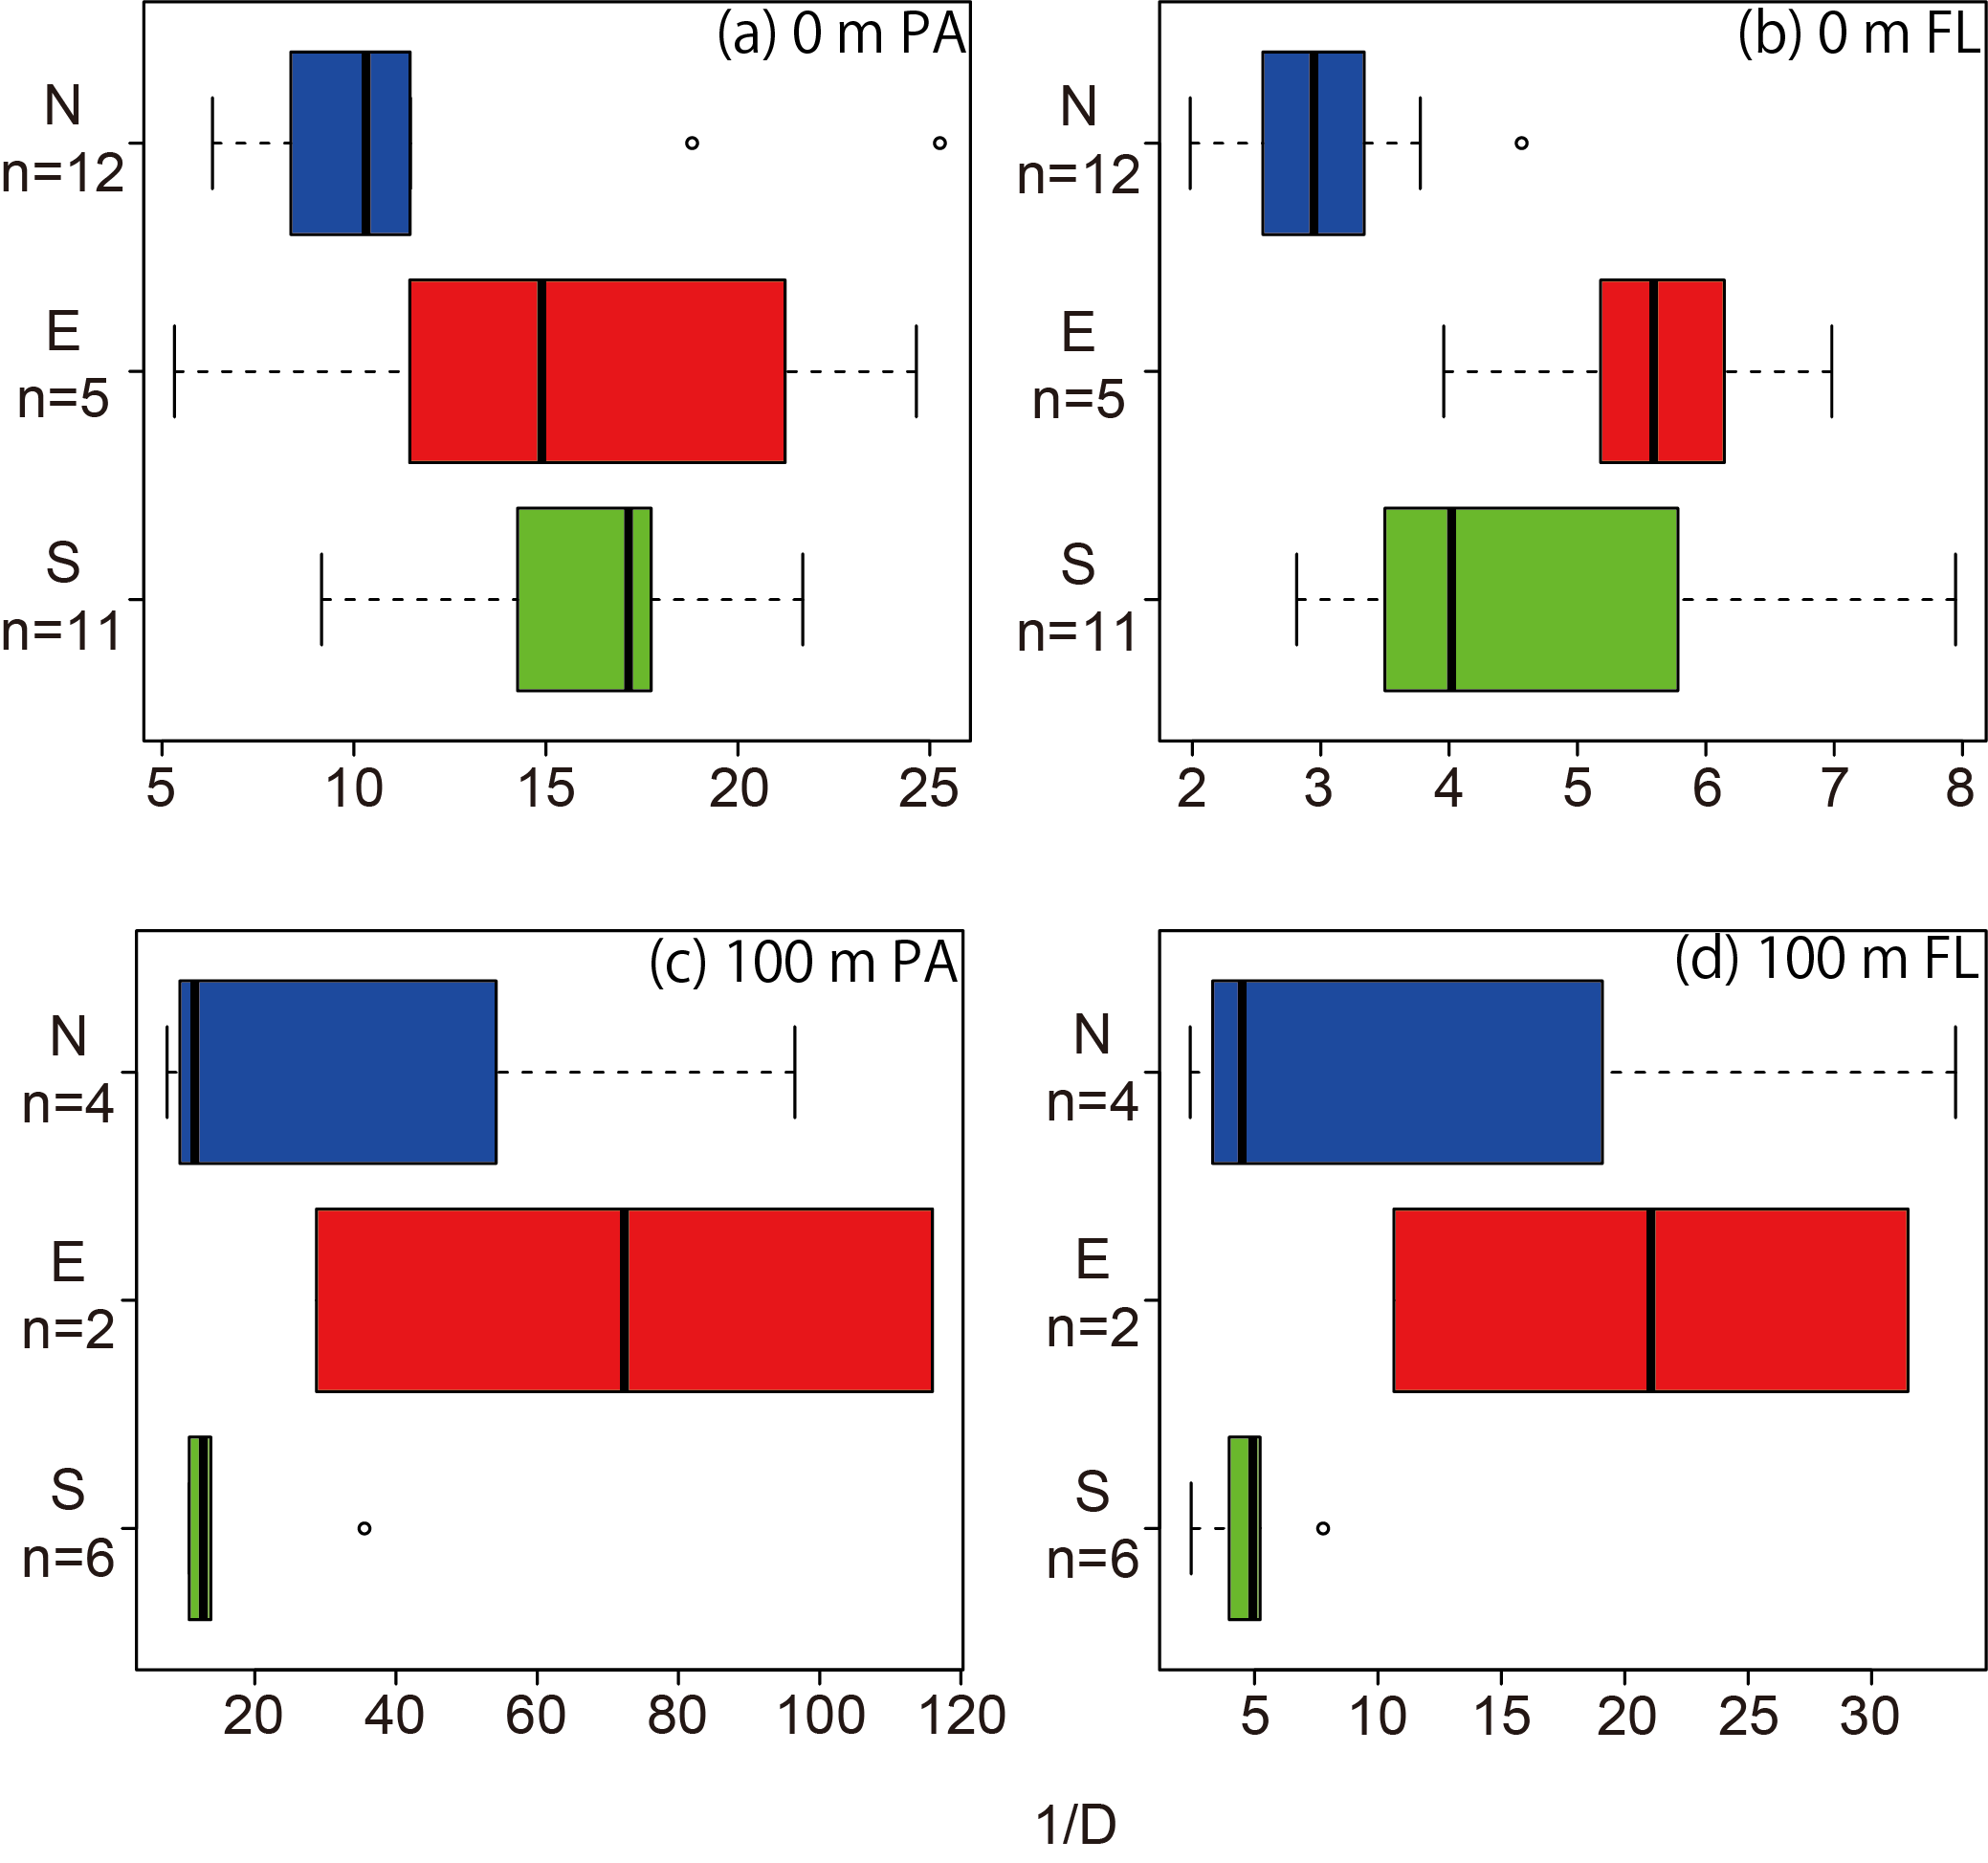 (a) 0 m PA
N
n=12
E
n=5
S
n=11
5 10 15 20 25
(b) 0 m FL
N
n=12
E
n=5
S
n=11
2 3 4 5 6 7 8
(c) 100 m PA
N
n=4
E
n=2
S
n=6
20 40 60 80 100 120
(d) 100 m FL
N
n=4
E
n=2
S
n=6
5 10 15 20 25 30
1/D